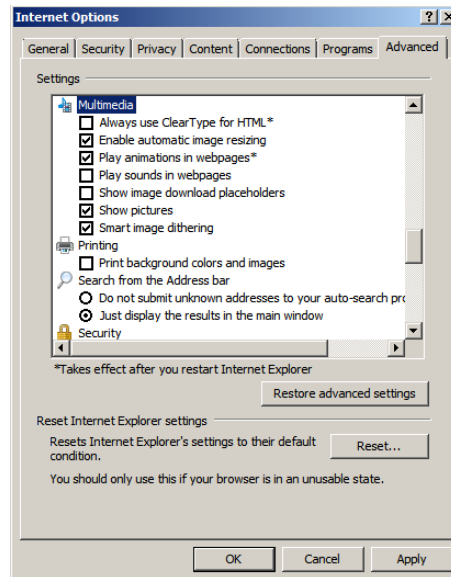 Internet Options
General Security Privacy Content Connections Programs Advanced
Settings
Multimedia
Always use ClearType for HTML*
Enable automatic image resizing
Play animations in webpages*
Play sounds in webpages
Show image download placeholders
Show pictures
Smart image dithering
Printing
Print background colors and images
Search from the Address bar
Do not submit unknown addresses to your auto-search pro
Just display the results in the main window
Security
*Takes effect after you restart Internet Explorer
Restore advanced settings
Reset Internet Explorer settings
Resets Internet Explorer's settings to their default
condition.
Reset...
You should only use this if your browser is in an unusable state.
OK Cancel Apply